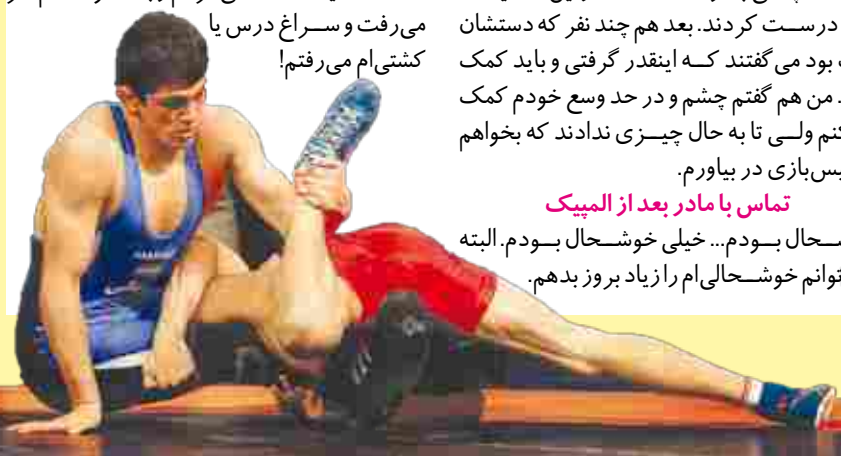 درست کردند. بعد هم چند نفر که دستشان
بود می‌گفتند که اینقدر گرفتی و باید کمک
من هم گفتم چشم و در حد وسع خودم کمک
کنم ولی تا به حال چیزی ندادند که بخواهم
بازی در بیاورم.
تماس با مادر بعد از المپیک
بودم... خیلی خوشحال بودم. البته
توانم خوشحالی‌ام را زیاد بروز بدهم.
می‌رفت و سراغ درس یا
کشتی‌ام می‌رفتم!